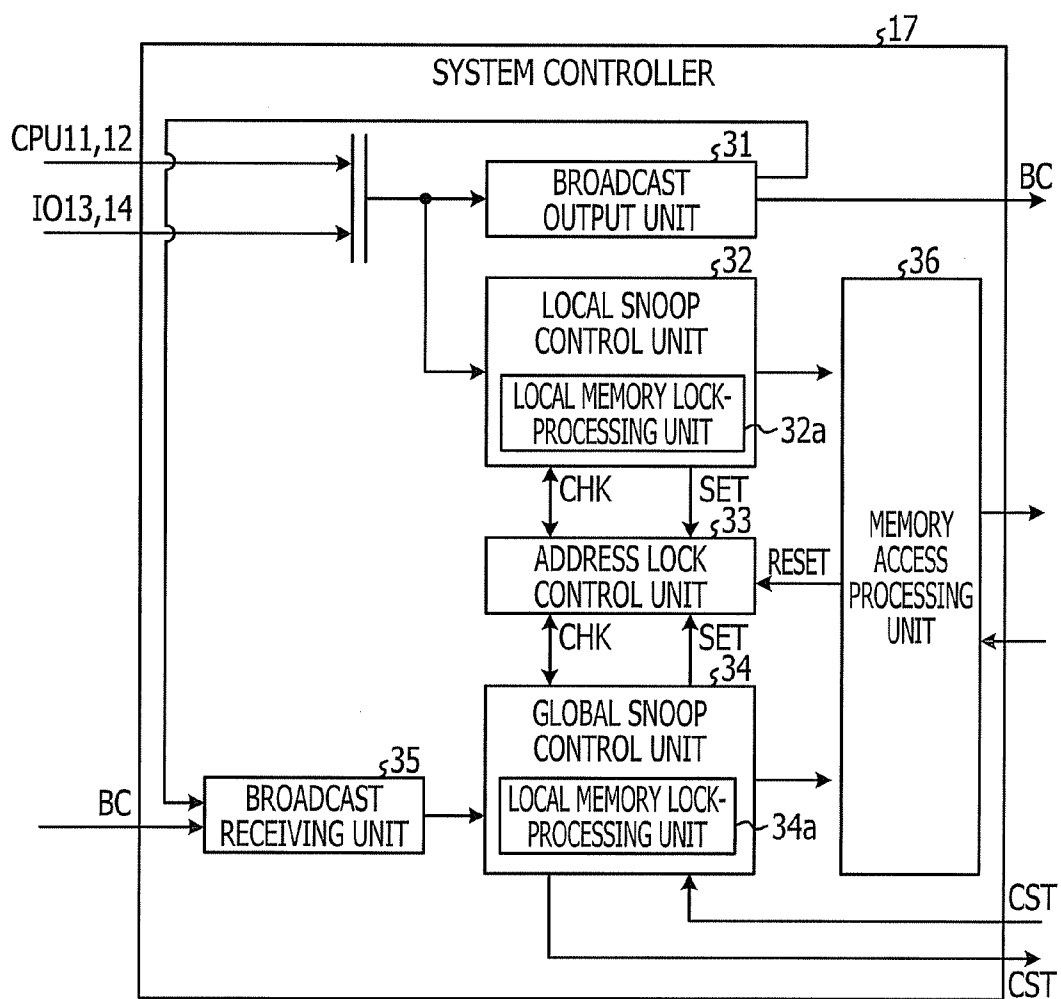 17
SYSTEM CONTROLLER
CPU11,12
IO13,14
31
BROADCAST
OUTPUT UNIT
BC
32
LOCAL SNOOP
CONTROL UNIT
LOCAL MEMORY LOCK-
PROCESSING UNIT
32a
36
MEMORY
ACCESS
PROCESSING
UNIT
CHK
SET
33
ADDRESS LOCK
CONTROL UNIT
RESET
CHK
SET
34
GLOBAL SNOOP
CONTROL UNIT
LOCAL MEMORY LOCK-
PROCESSING UNIT
34a
35
BROADCAST
RECEIVING UNIT
BC
CST
CST